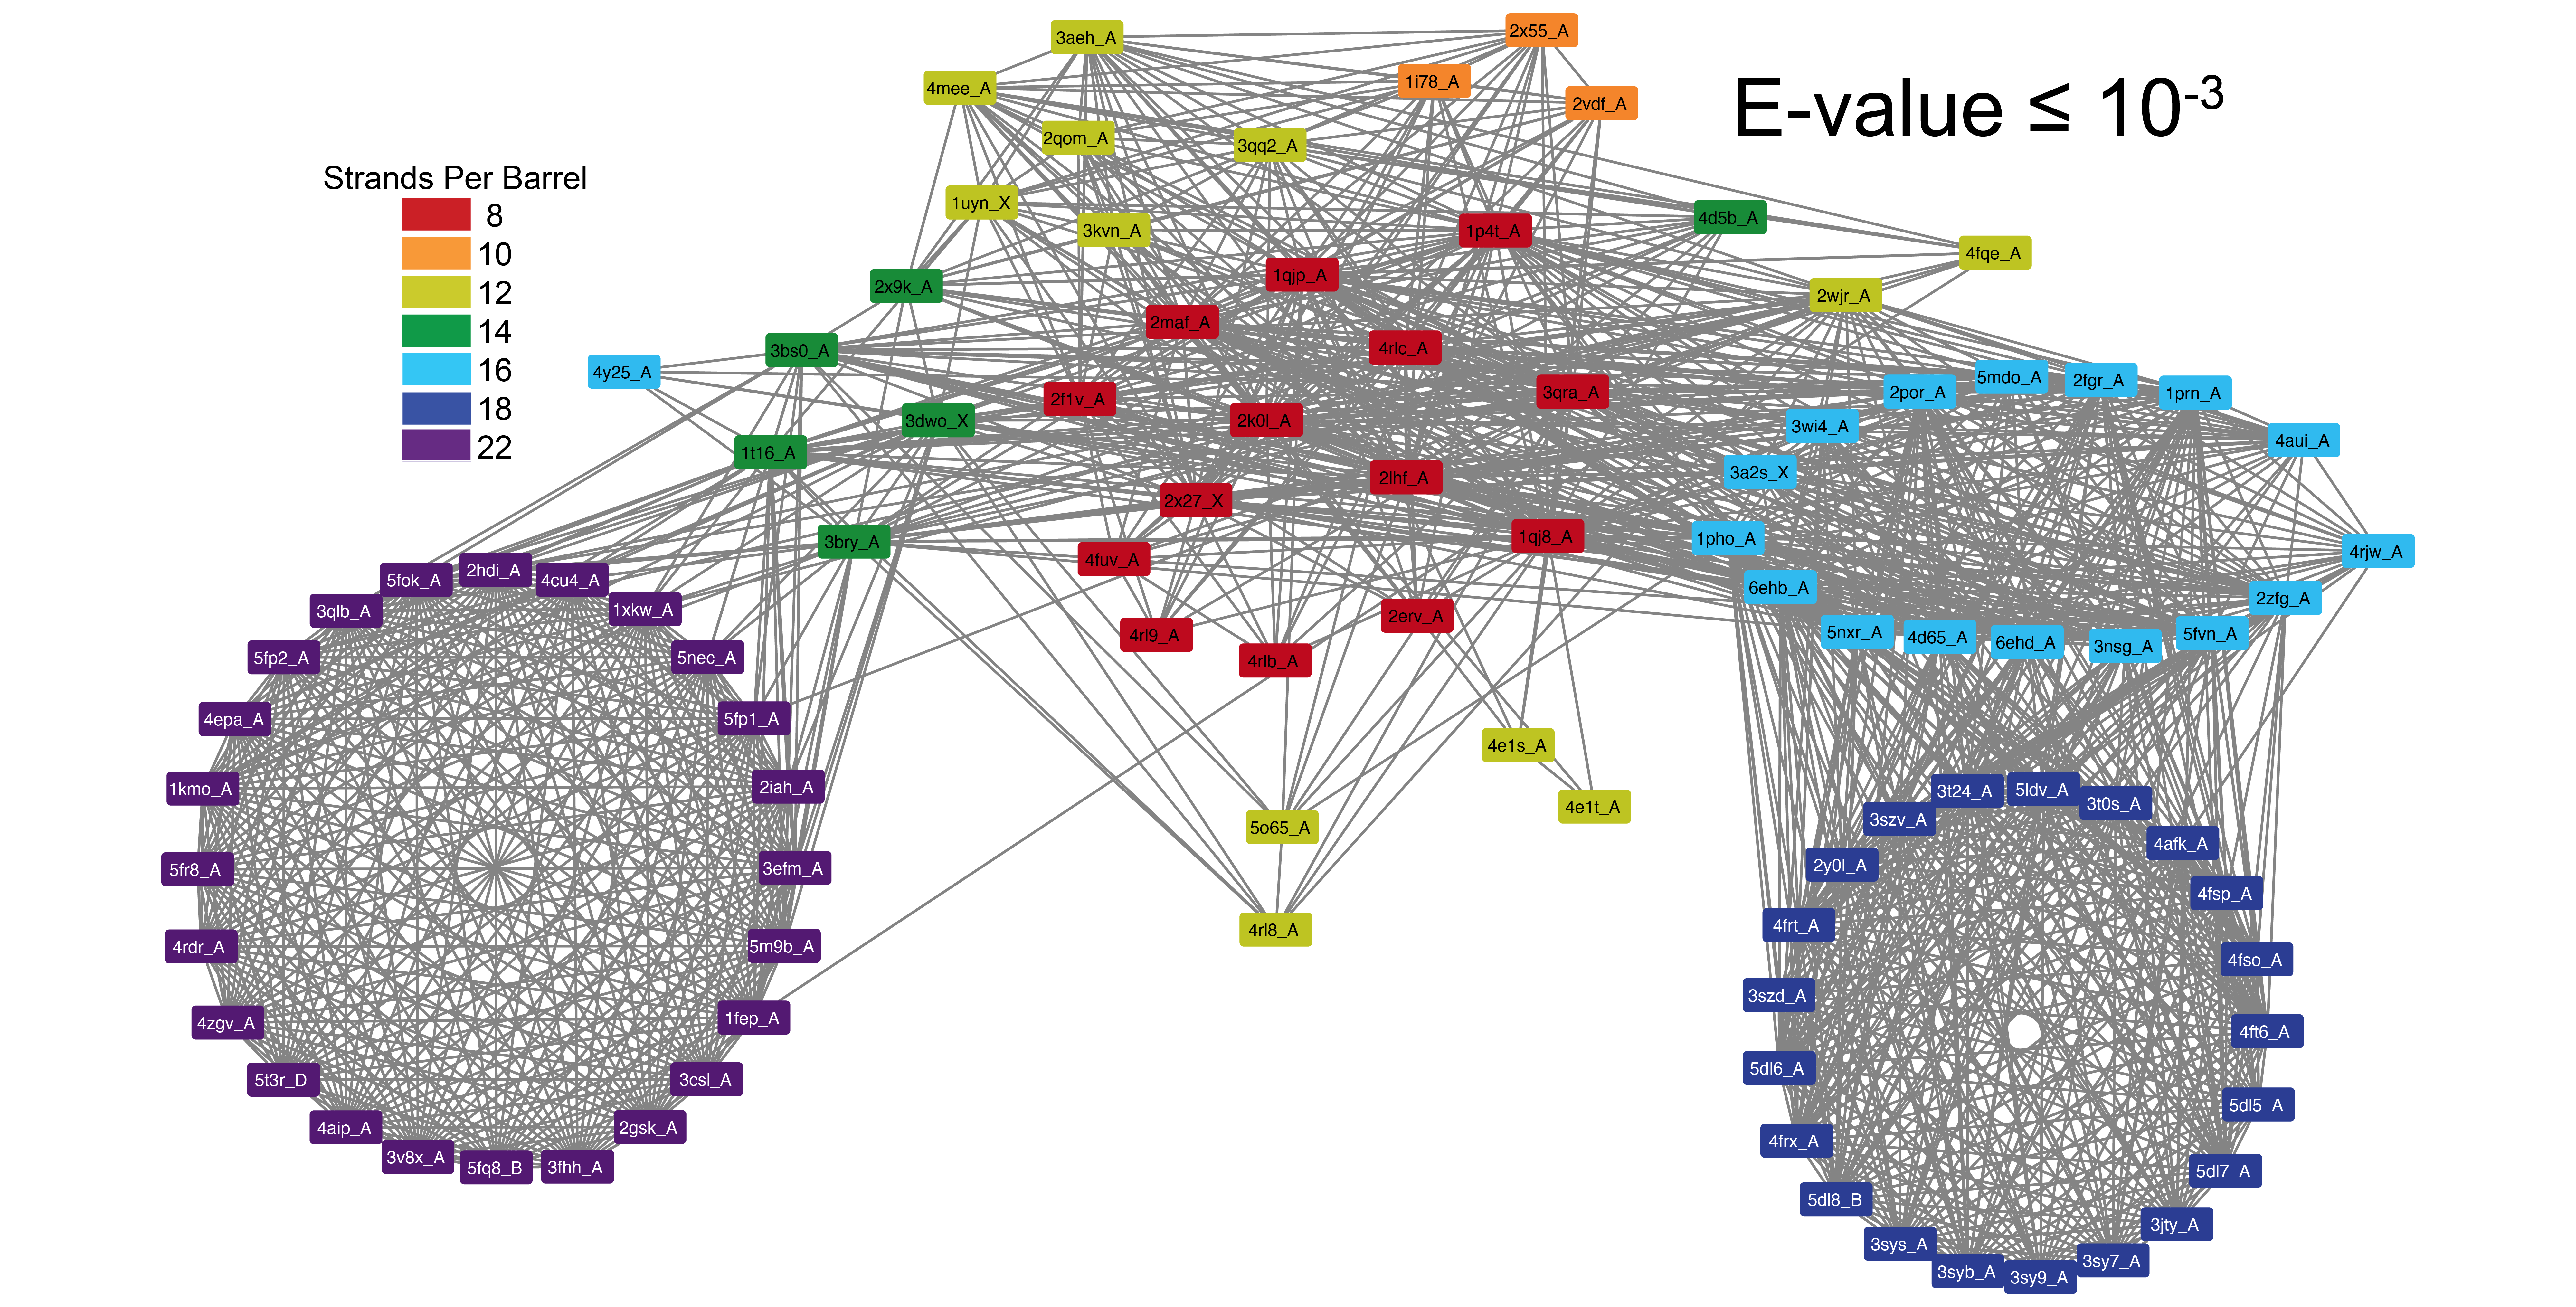 3aeh_A
2x55_A
4mee_A
1i78_A
2vdf_A
E-value ≤ 10-3
2qom_A
3qq2_A
Strands Per Barrel
8
10
12
14
16
18
22
1uyn_X
3kvn_A
1p4t_A
4d5b_A
4fqe_A
2x9k_A
1qjp_A
2wjr_A
2maf_A
3bs0_A
4rlc_A
4y25_A
2f1v_A
3qra_A
2por_A
5mdo_A
2fgr_A
1prn_A
3dwo_X
2k0l_A
3wi4_A
4aui_A
1t16_A
2lhf_A
3a2s_X
2x27_X
3bry_A
1qj8_A
1pho_A
4rjw_A
4fuv_A
6ehb_A
2zfg_A
2erv_A
4rl9_A
4rlb_A
5nxr_A
4d65_A
6ehd_A
3nsg_A
5fvn_A
5fok_A
2hdi_A
4cu4_A
1xkw_A
3qlb_A
5nec_A
5fp2_A
5fp1_A
4epa_A
2iah_A
1kmo_A
3efm_A
5fr8_A
5m9b_A
4rdr_A
1fep_A
4zgv_A
3csl_A
5t3r_D
2gsk_A
4aip_A
3v8x_A
5fq8_B
3fhh_A
4e1s_A
4e1t_A
5o65_A
4rl8_A
3t24_A
5ldv_A
3t0s_A
3szv_A
4afk_A
2y0l_A
4fsp_A
4frt_A
4fso_A
3szd_A
4ft6_A
5dl6_A
5dl5_A
4frx_A
5dl7_A
5dl8_B
3jty_A
3sys_A
3syb_A
3sy9_A
3sy7_A